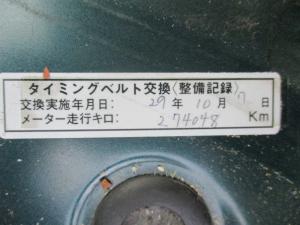 タイミングベルト交換〈整備記録〉
交換実施年月日: 29 年 10 月 7 日
メーター走行キロ: 274048 Km